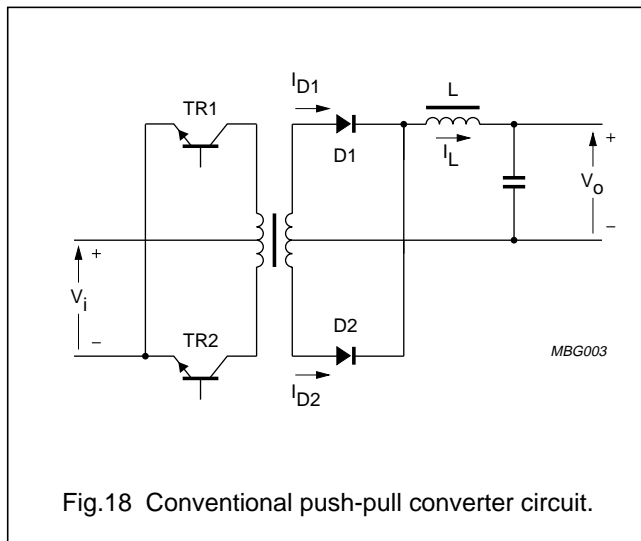 I_D1
L
TR1
D1
I_L
+
V_o
−
+
V_i
−
TR2
D2
I_D2
MBG003
Fig.18 Conventional push-pull converter circuit.